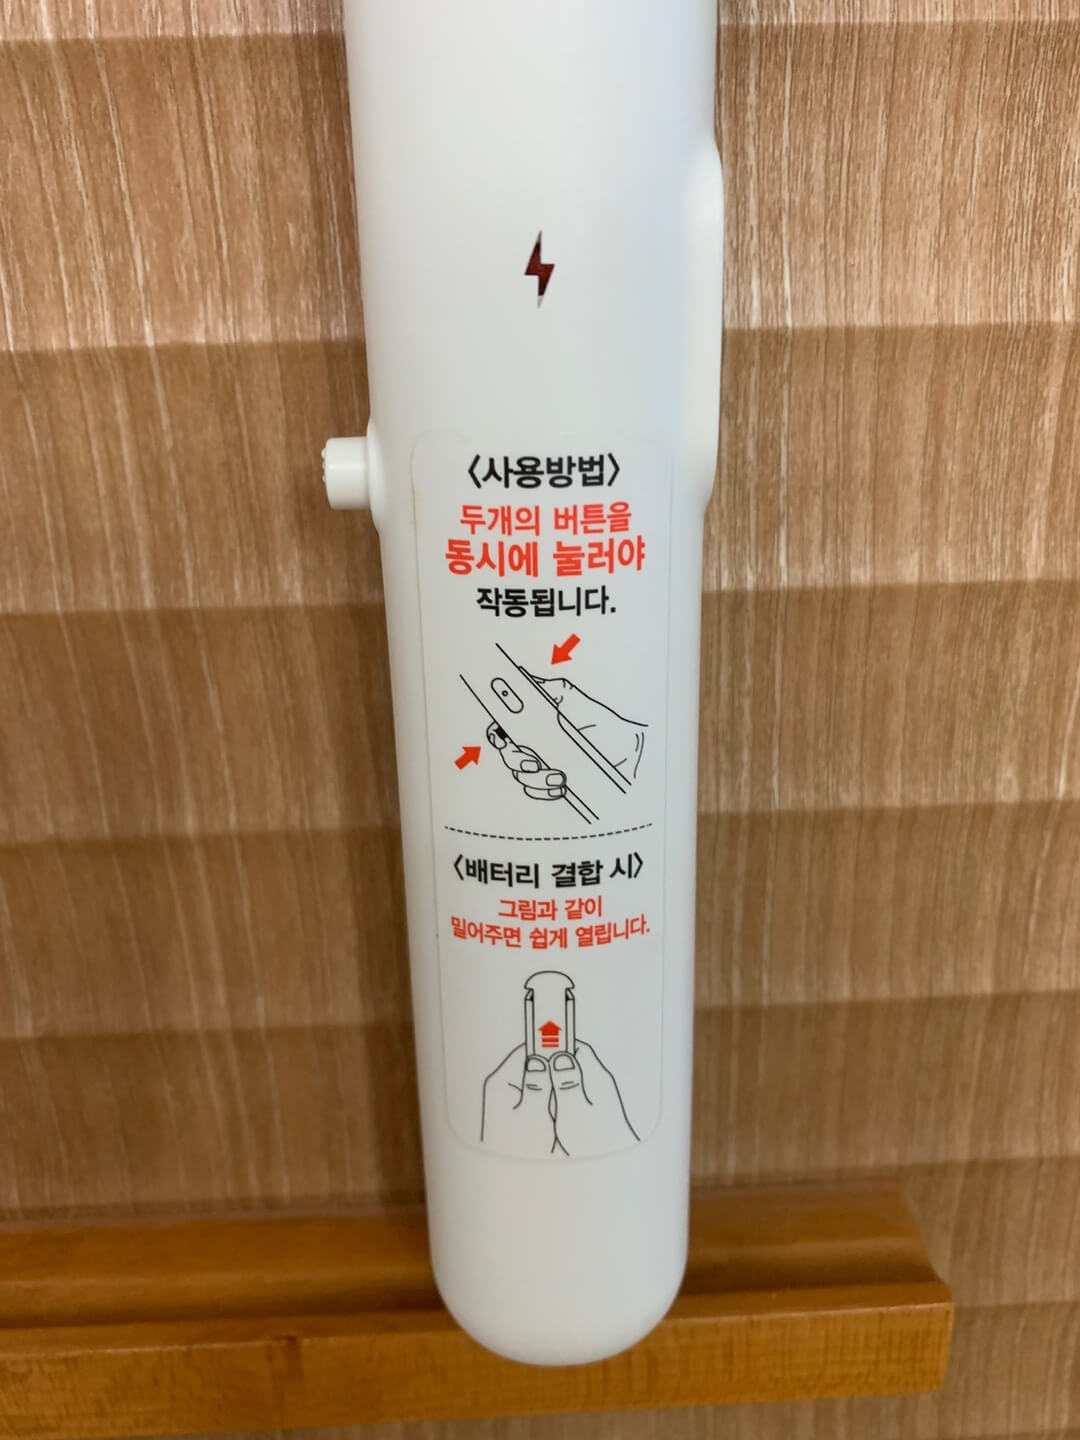 <사용방법>
두개의 버튼을
동시에 눌러야
작동됩니다.
<배터리 결합 시>
그림과 같이
밀어주면 쉽게 열립니다.